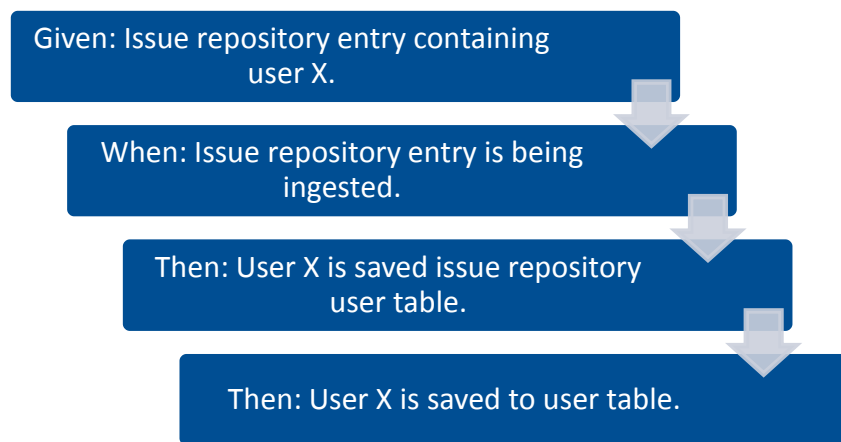 Given: Issue repository entry containing
user X.
When: Issue repository entry is being
ingested.
Then: User X is saved issue repository
user table.
Then: User X is saved to user table.